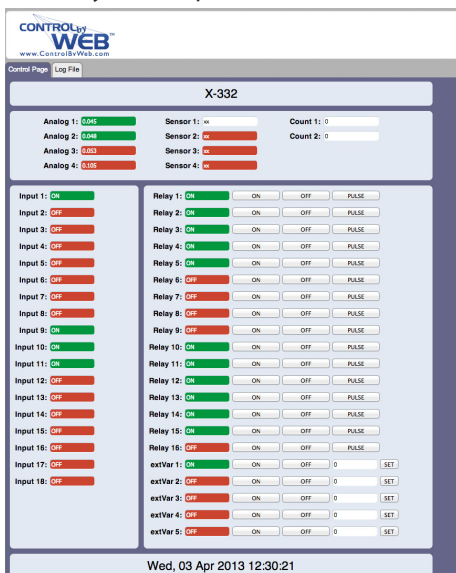 CONTROL by
WEB™
www.ControlByWeb.com
Control Page Log File
X-332
Analog 1: 0.045 Sensor 1: xx Count 1: 0
Analog 2: 0.048 Sensor 2: xx Count 2: 0
Analog 3: 0.053 Sensor 3: xx
Analog 4: 0.105 Sensor 4: xx
Input 1: ON Relay 1: ON ON OFF PULSE
Input 2: OFF Relay 2: ON ON OFF PULSE
Input 3: OFF Relay 3: ON ON OFF PULSE
Input 4: OFF Relay 4: ON ON OFF PULSE
Input 5: OFF Relay 5: ON ON OFF PULSE
Input 6: OFF Relay 6: OFF ON OFF PULSE
Input 7: OFF Relay 7: OFF ON OFF PULSE
Input 8: OFF Relay 8: OFF ON OFF PULSE
Input 9: ON Relay 9: OFF ON OFF PULSE
Input 10: ON Relay 10: ON ON OFF PULSE
Input 11: ON Relay 11: ON ON OFF PULSE
Input 12: OFF Relay 12: ON ON OFF PULSE
Input 13: OFF Relay 13: ON ON OFF PULSE
Input 14: OFF Relay 14: ON ON OFF PULSE
Input 15: OFF Relay 15: ON ON OFF PULSE
Input 16: OFF Relay 16: OFF ON OFF PULSE
Input 17: OFF extVar 1: ON ON OFF 0 SET
Input 18: OFF extVar 2: OFF ON OFF 0 SET
extVar 3: OFF ON OFF 0 SET
extVar 4: OFF ON OFF 0 SET
extVar 5: OFF ON OFF 0 SET
Wed, 03 Apr 2013 12:30:21